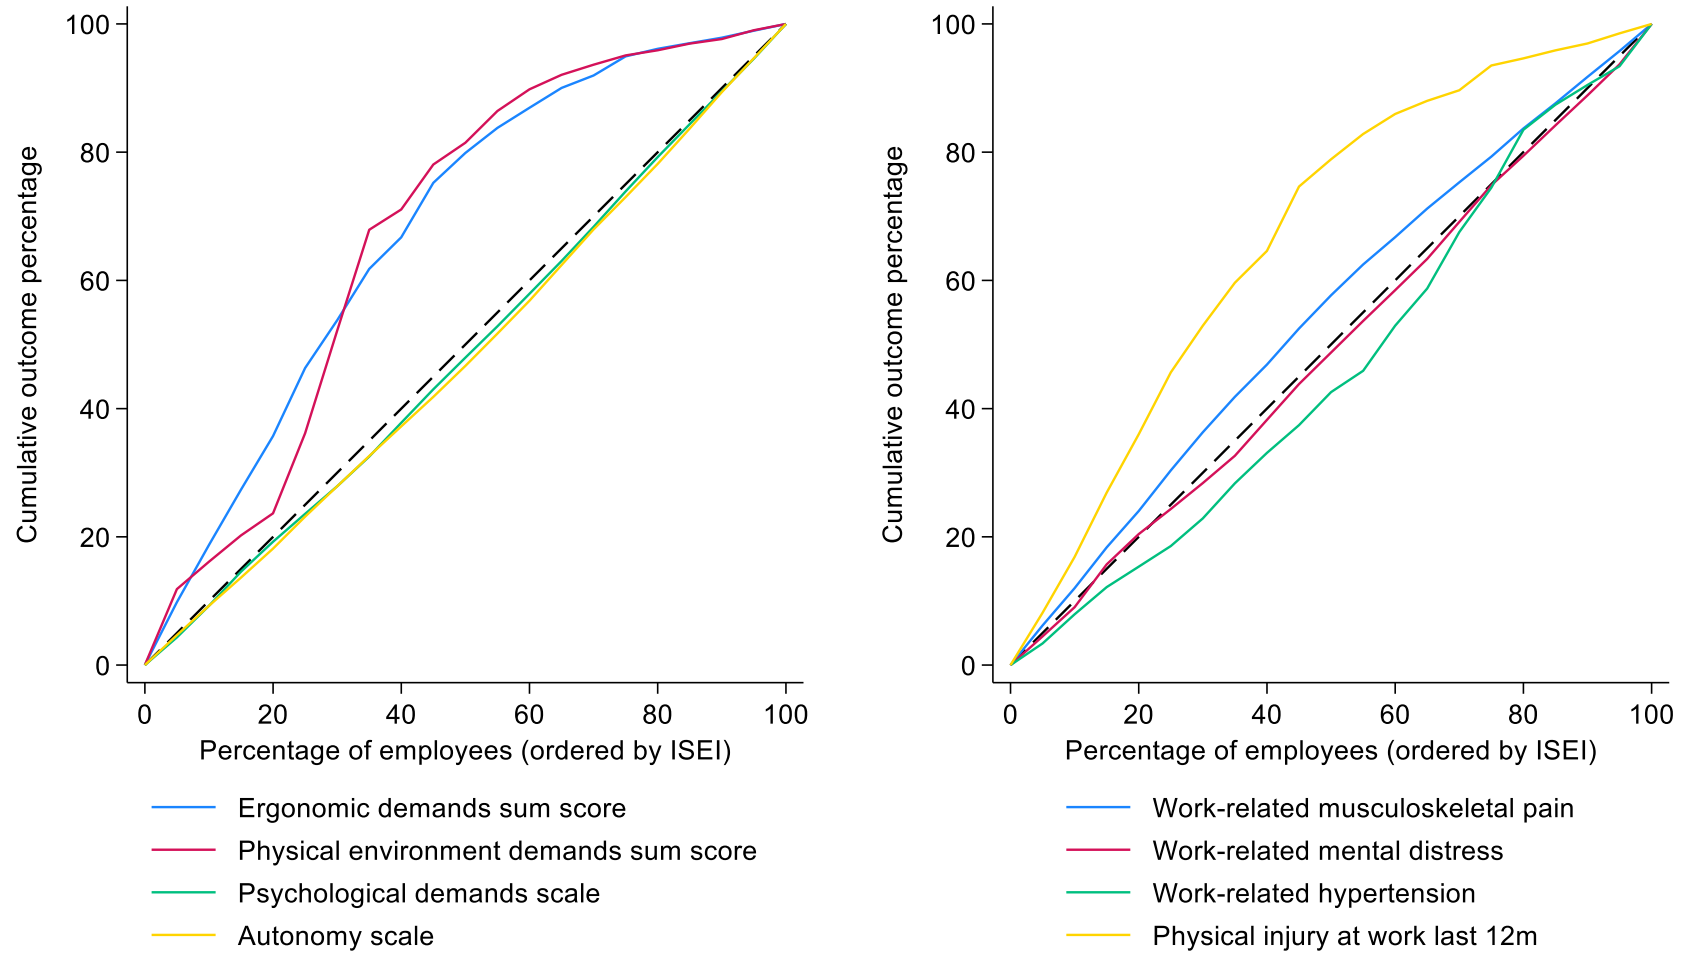 100
80
60
40
20
0
Cumulative outcome percentage
0 20 40 60 80 100
Percentage of employees (ordered by ISEI)
Ergonomic demands sum score
Physical environment demands sum score
Psychological demands scale
Autonomy scale
100
80
60
40
20
0
Cumulative outcome percentage
0 20 40 60 80 100
Percentage of employees (ordered by ISEI)
Work-related musculoskeletal pain
Work-related mental distress
Work-related hypertension
Physical injury at work last 12m